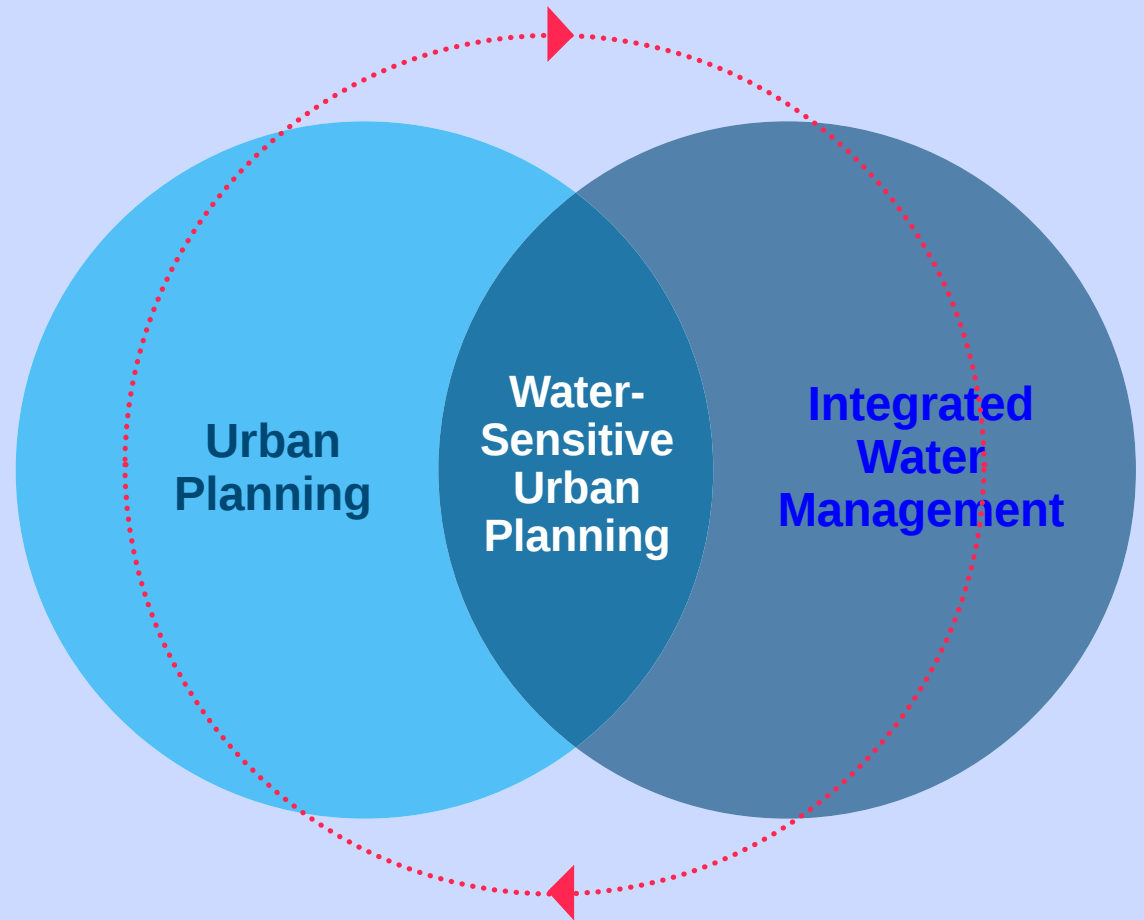 Urban
Planning
Water-
Sensitive
Urban
Planning
Integrated
Water
Management